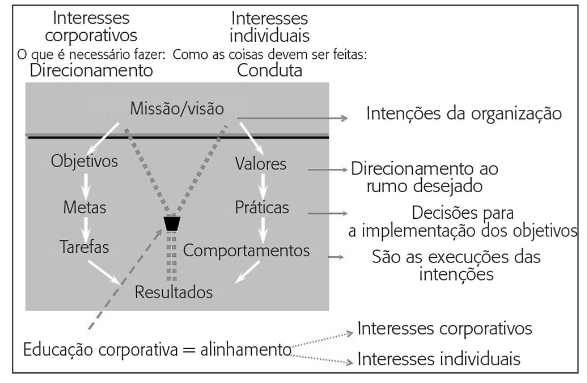 Interesses corporativos
O que é necessário fazer:
Direcionamento
Interesses individuais
Como as coisas devem ser feitas:
Conduta
Missão/visão
Intenções da organização
Objetivos
Valores
Direcionamento ao
rumo desejado
Metas
Práticas
Decisões para
a implementação dos objetivos
Tarefas
Comportamentos
São as execuções das
intenções
Resultados
Educação corporativa = alinhamento
Interesses corporativos
Interesses individuais